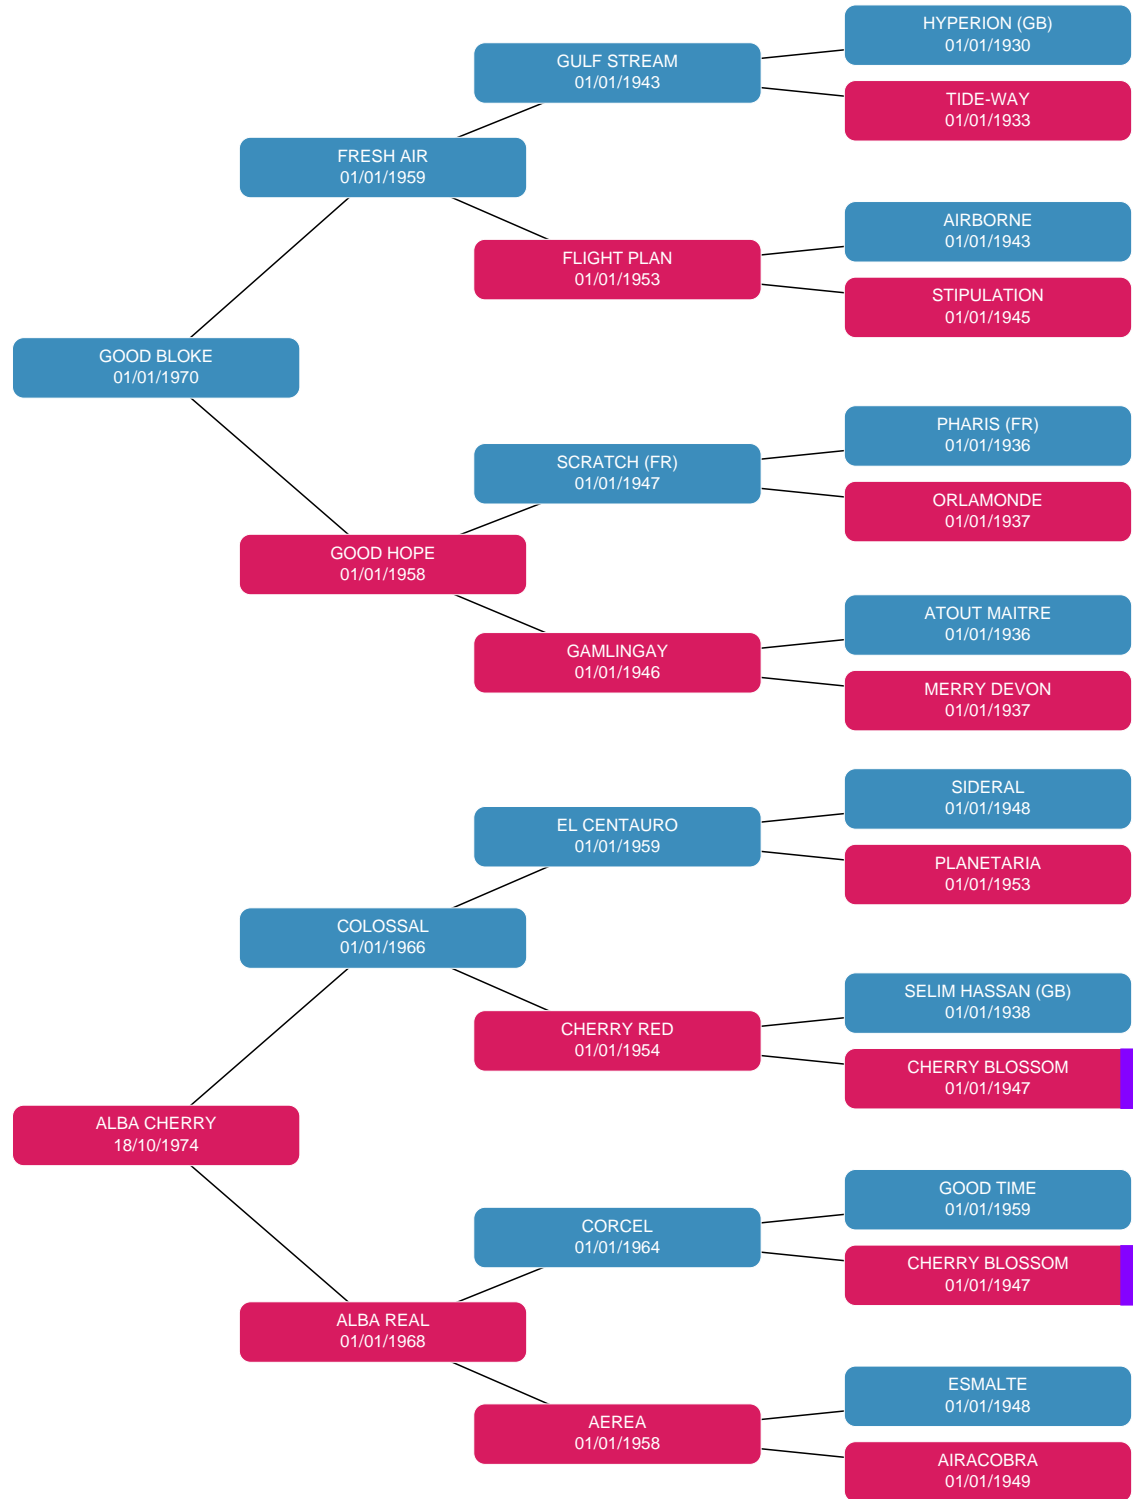 HYPERION (GB)
01/01/1930
GULF STREAM
01/01/1943
TIDE-WAY
01/01/1933
FRESH AIR
01/01/1959
AIRBORNE
01/01/1943
FLIGHT PLAN
01/01/1953
STIPULATION
01/01/1945
GOOD BLOKE
01/01/1970
PHARIS (FR)
01/01/1936
SCRATCH (FR)
01/01/1947
ORLAMONDE
01/01/1937
GOOD HOPE
01/01/1958
ATOUT MAITRE
01/01/1936
GAMLINGAY
01/01/1946
MERRY DEVON
01/01/1937
SIDERAL
01/01/1948
EL CENTAURO
01/01/1959
PLANETARIA
01/01/1953
COLOSSAL
01/01/1966
SELIM HASSAN (GB)
01/01/1938
CHERRY RED
01/01/1954
CHERRY BLOSSOM
01/01/1947
ALBA CHERRY
18/10/1974
GOOD TIME
01/01/1959
CORCEL
01/01/1964
CHERRY BLOSSOM
01/01/1947
ALBA REAL
01/01/1968
ESMALTE
01/01/1948
AEREA
01/01/1958
AIRACOBRA
01/01/1949